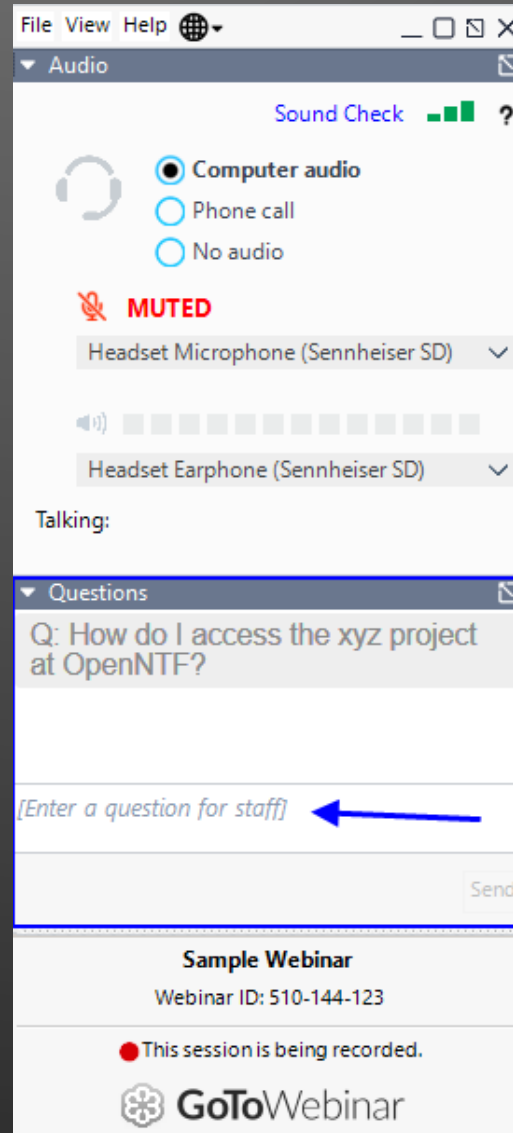 File View Help
Audio
Sound Check ?
Computer audio
Phone call
No audio
MUTED
Headset Microphone (Sennheiser SD)
Headset Earphone (Sennheiser SD)
Talking:
Questions
Q: How do I access the xyz project
at OpenNTF?
[Enter a question for staff]
Send
Sample Webinar
Webinar ID: 510-144-123
This session is being recorded.
GoToWebinar